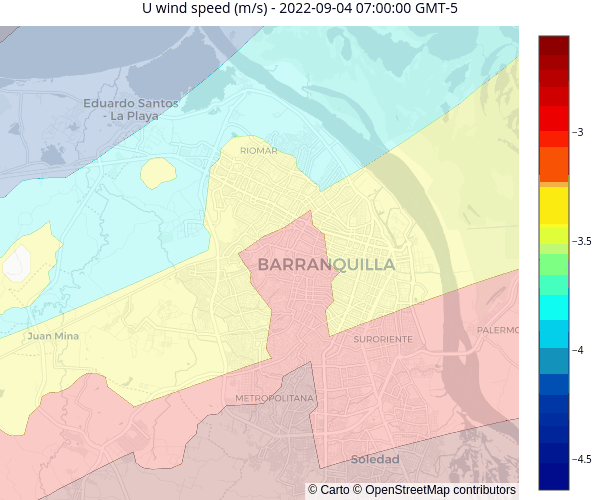 U wind speed (m/s) - 2022-09-04 07:00:00 GMT-5
Eduardo Santos
- La Playa
RIOMAR
BARRANQUILLA
Juan Mina
SURORIENTE
PALERMO
METROPOLITANA
Soledad
© Carto © OpenStreetMap contributors
−3
−3.5
−4
−4.5